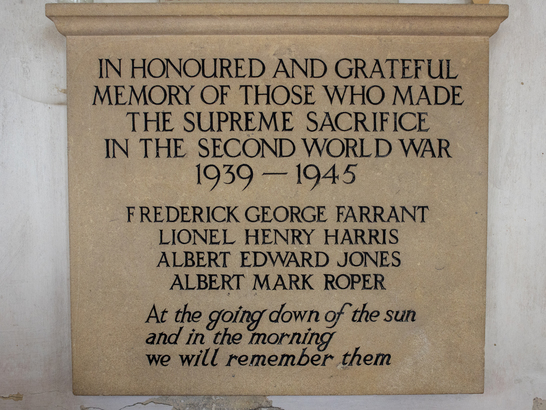 IN HONOURED AND GRATEFUL
MEMORY OF THOSE WHO MADE
THE SUPREME SACRIFICE
IN THE SECOND WORLD WAR
1939 — 1945
FREDERICK GEORGE FARRANT
LIONEL HENRY HARRIS
ALBERT EDWARD JONES
ALBERT MARK ROPER
At the going down of the sun
and in the morning
we will remember them